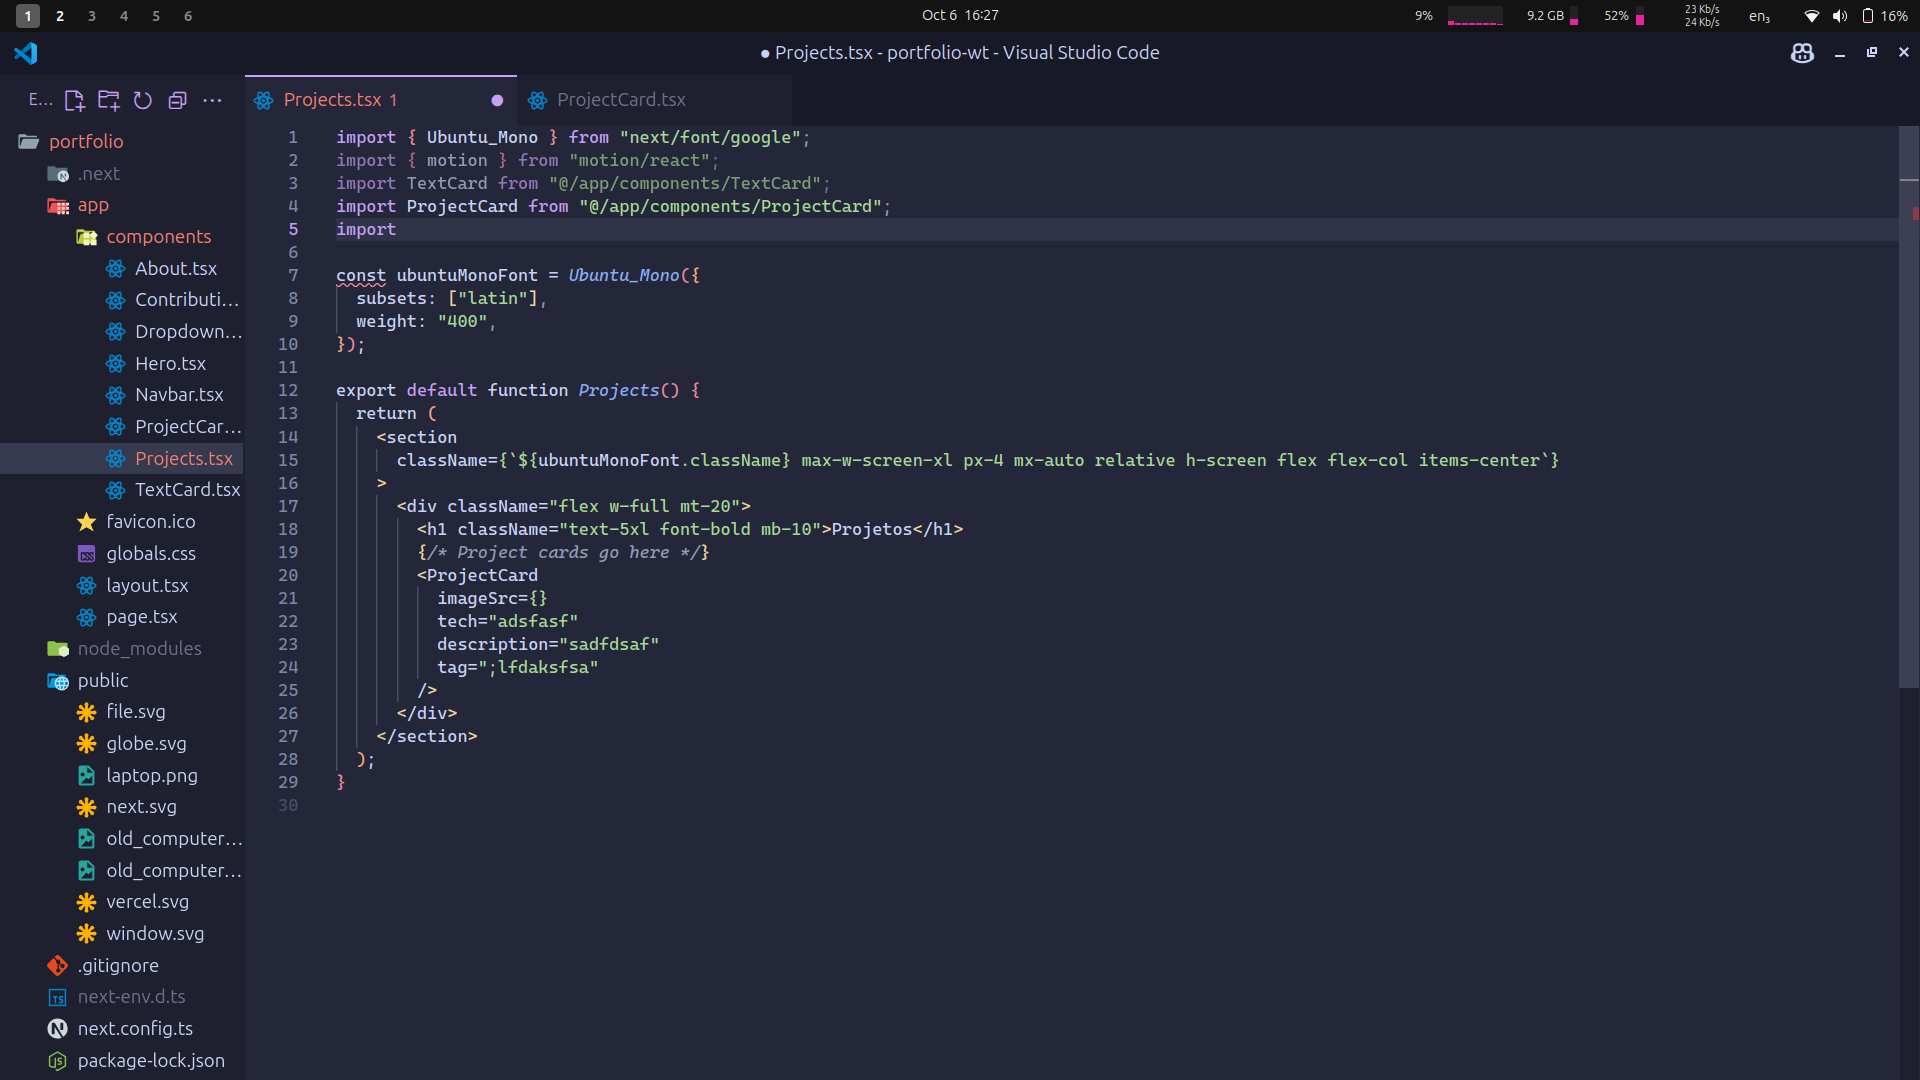 1 2 3 4 5 6
Oct 6 16:27
9%
9.2 GB
52%
23 Kb/s
24 Kb/s
en₃
16%
● Projects.tsx - portfolio-wt - Visual Studio Code
E...
Projects.tsx 1
ProjectCard.tsx
portfolio
.next
app
components
About.tsx
Contributi...
Dropdown...
Hero.tsx
Navbar.tsx
ProjectCar...
Projects.tsx
TextCard.tsx
favicon.ico
globals.css
layout.tsx
page.tsx
node_modules
public
file.svg
globe.svg
laptop.png
next.svg
old_computer...
old_computer...
vercel.svg
window.svg
.gitignore
next-env.d.ts
next.config.ts
package-lock.json
1 import { Ubuntu_Mono } from "next/font/google";
2 import { motion } from "motion/react";
3 import TextCard from "@/app/components/TextCard";
4 import ProjectCard from "@/app/components/ProjectCard";
5 import
6
7 const ubuntuMonoFont = Ubuntu_Mono({
8   subsets: ["latin"],
9   weight: "400",
10 });
11
12 export default function Projects() {
13   return (
14     <section
15       className={`${ubuntuMonoFont.className} max-w-screen-xl px-4 mx-auto relative h-screen flex flex-col items-center`}
16     >
17       <div className="flex w-full mt-20">
18         <h1 className="text-5xl font-bold mb-10">Projetos</h1>
19         {/* Project cards go here */}
20         <ProjectCard
21           imageSrc={}
22           tech="adsfasf"
23           description="sadfdsaf"
24           tag=";lfdaksfsa"
25         />
26       </div>
27     </section>
28   );
29 }
30